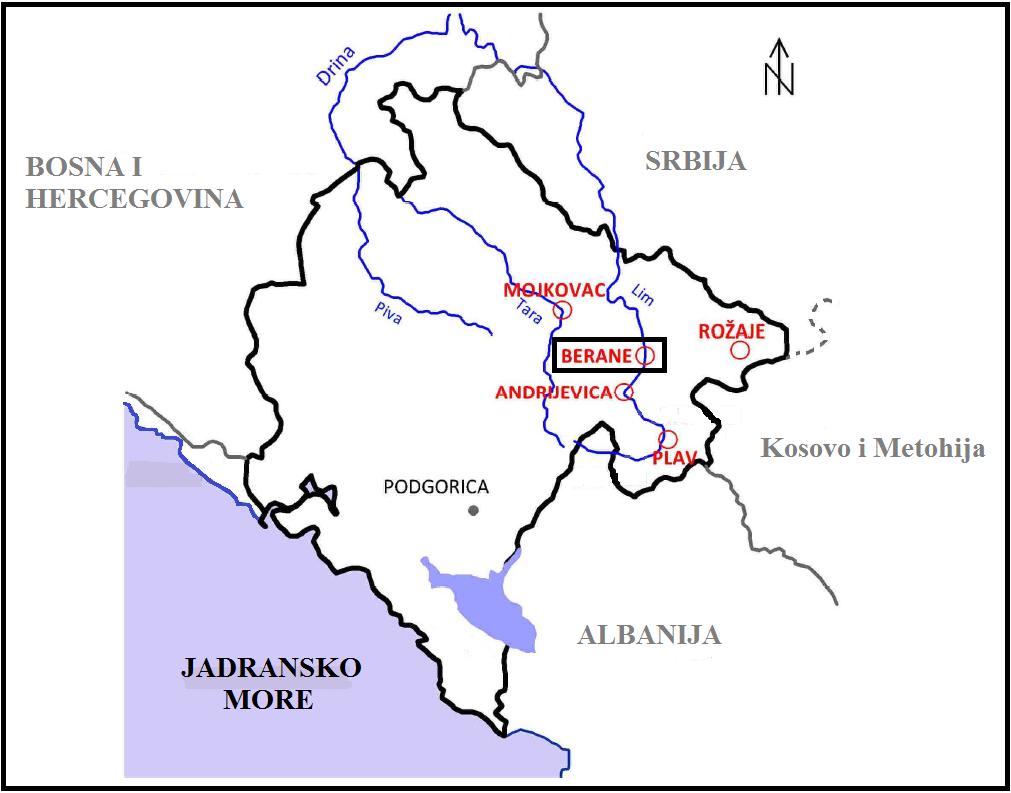 Drina
N
BOSNA I
HERCEGOVINA
SRBIJA
MOJKOVAC
Lim
Piva
Tara
ROŽAJE
BERANE
ANDRIJEVICA
PLAV
Kosovo i Metohija
PODGORICA
ALBANIJA
JADRANSKO
MORE